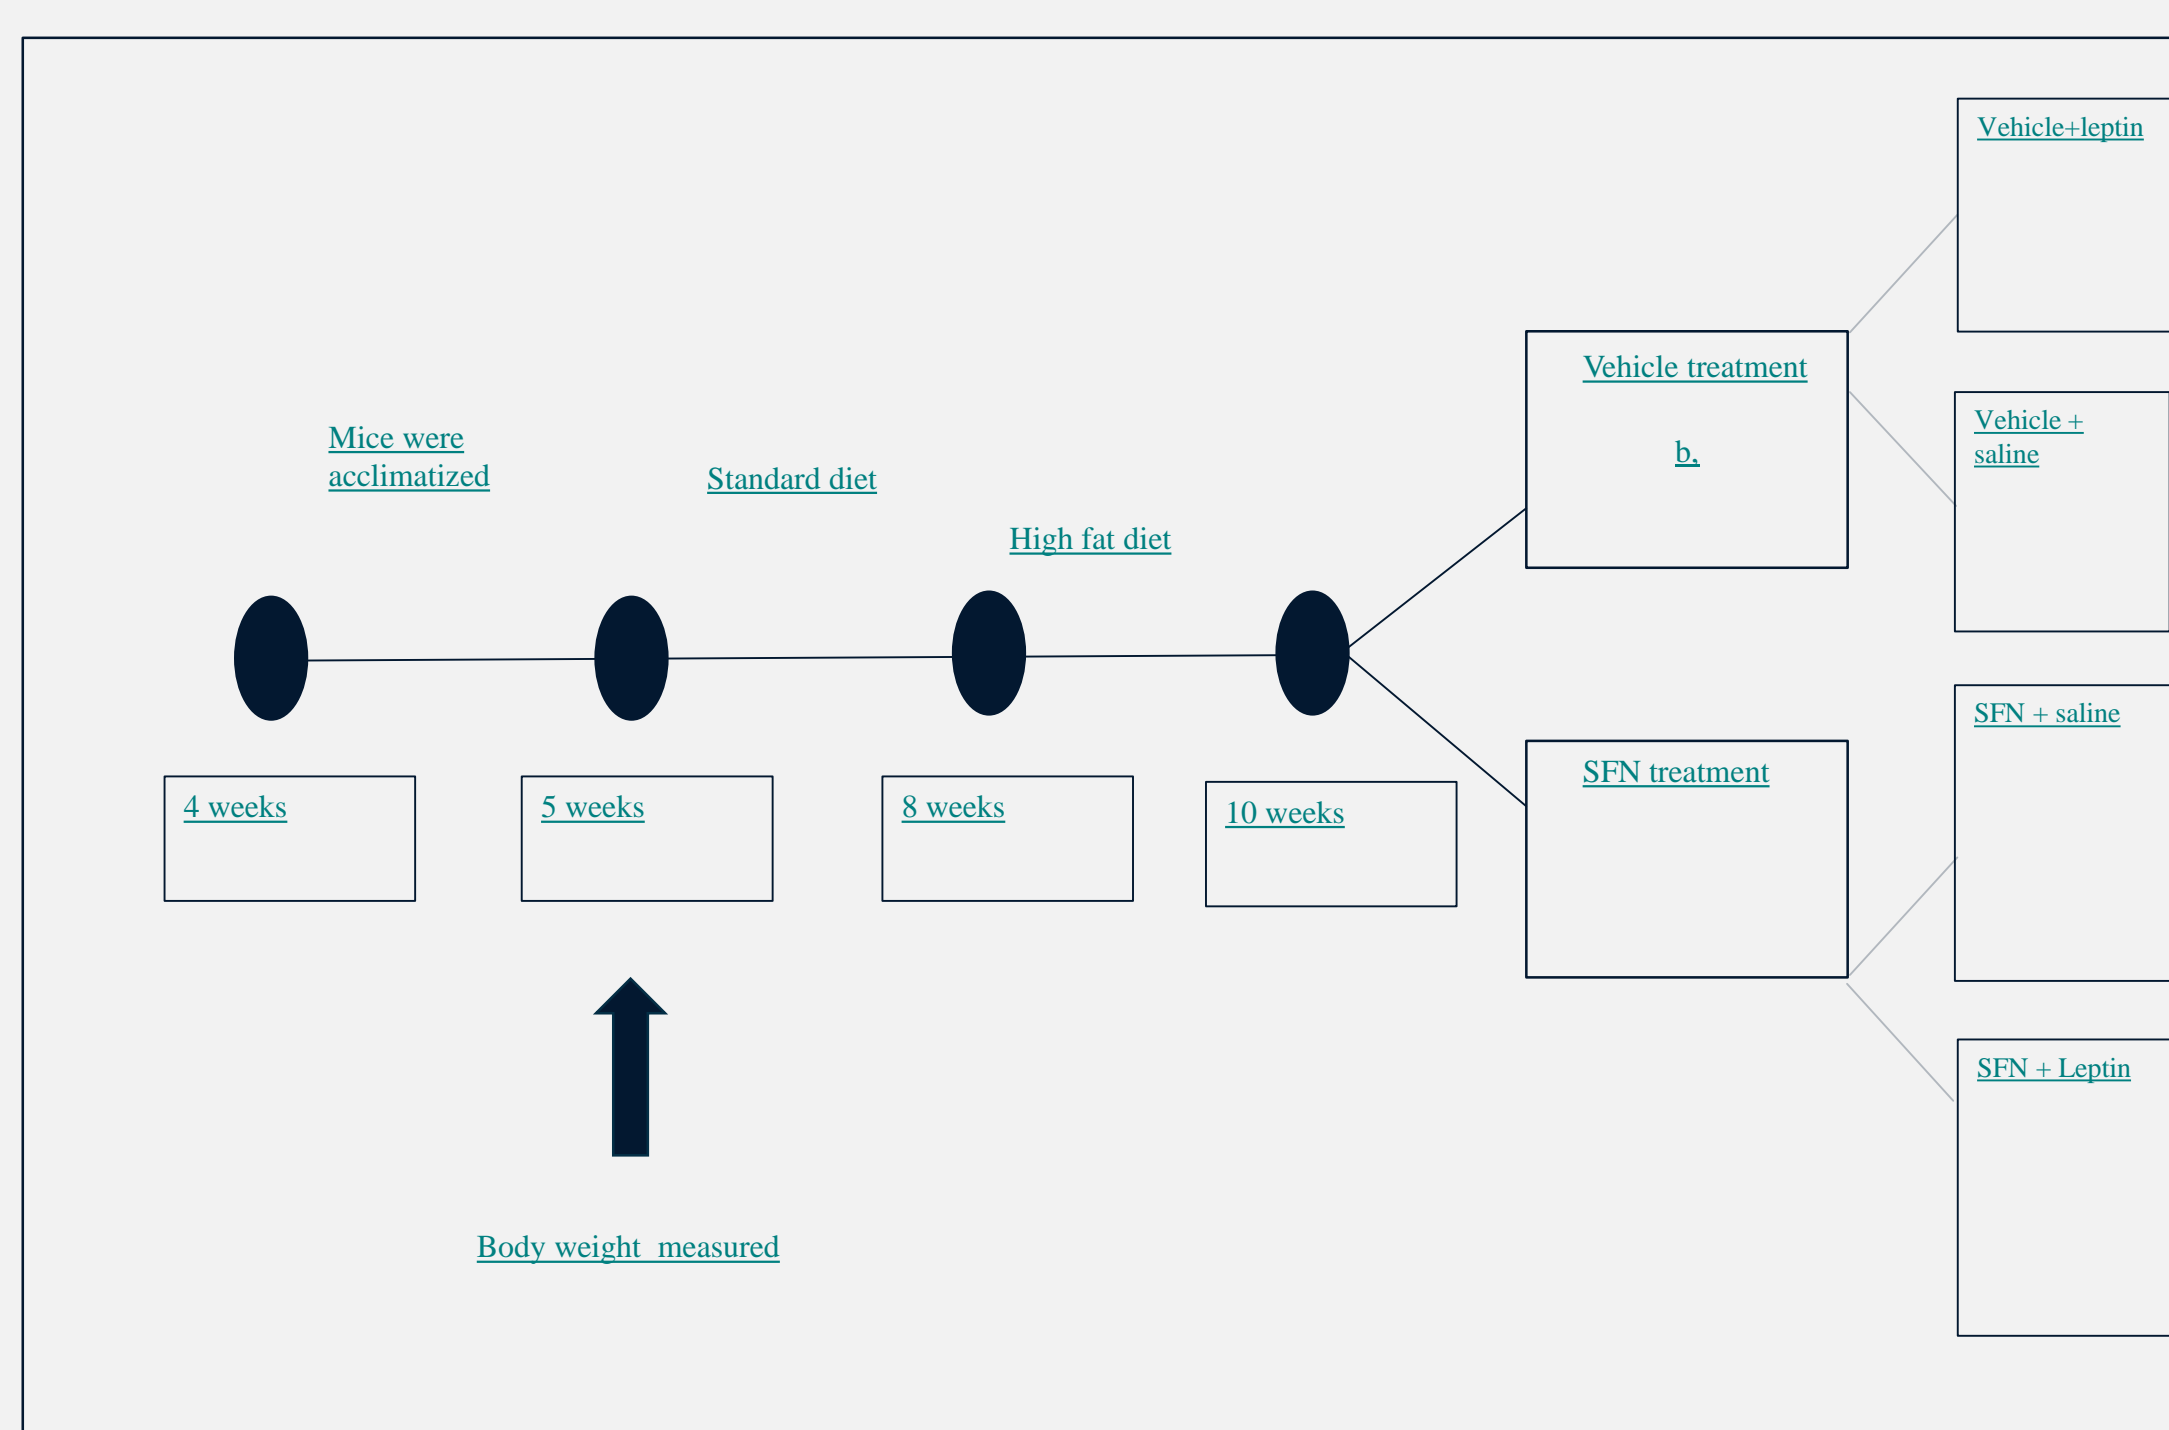 Vehicle+leptin
Vehicle treatment
b,
Vehicle +
saline
Mice were
acclimatized
Standard diet
High fat diet
SFN + saline
SFN treatment
4 weeks
5 weeks
8 weeks
10 weeks
SFN + Leptin
Body weight  measured